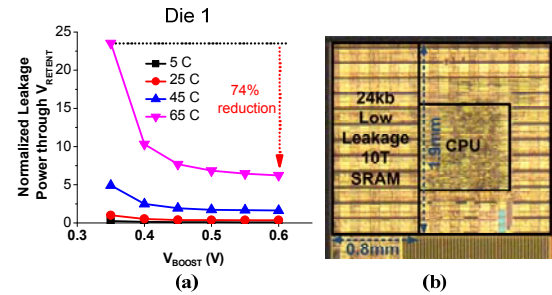 Die 1
Normalized Leakage
Power through VRETENT
25
20
15
10
5
0
5 C
25 C
45 C
65 C
74%
reduction
0.3
0.4
0.5
0.6
VBOOST (V)
(a)
24kb
Low
Leakage
10T
SRAM
CPU
1.9mm
0.8mm
(b)